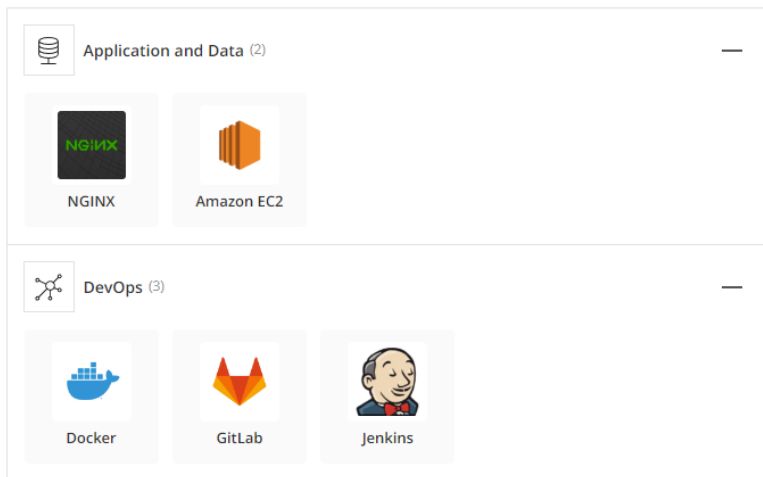 Application and Data (2)
NGINX
NGINX
Amazon EC2
DevOps (3)
Docker
GitLab
Jenkins